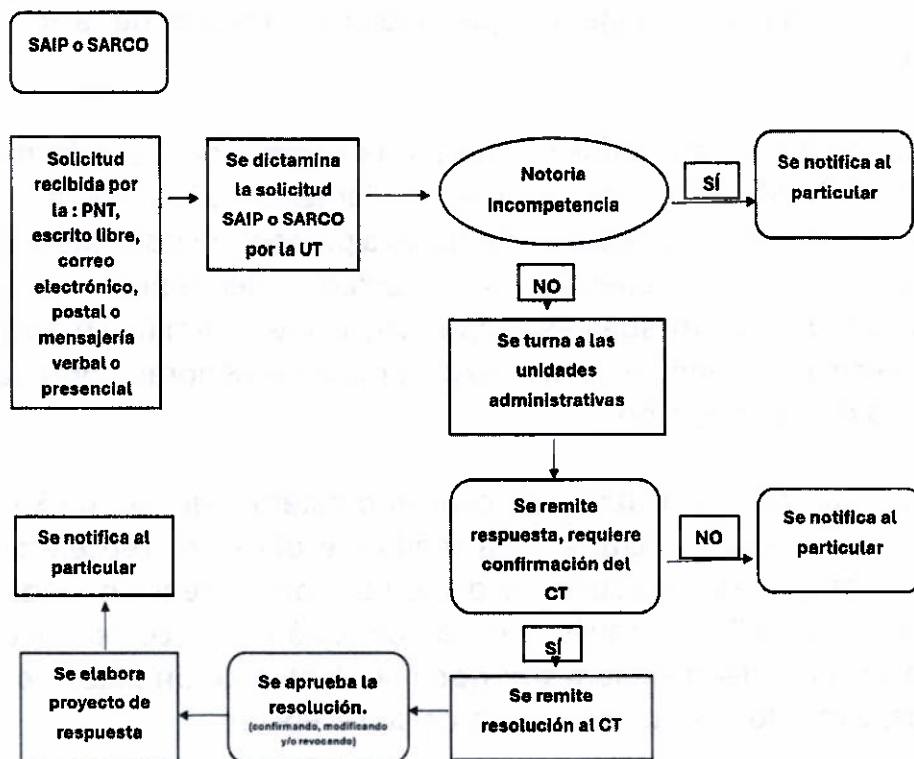 SAIP o SARCO
Solicitud
recibida por
la : PNT,
escrito libre,
correo
electrónico,
postal o
mensajería
verbal o
presencial
Se dictamina
la solicitud
SAIP o SARCO
por la UT
Notoria
Incompetencia
SÍ
Se notifica al
particular
NO
Se turna a las
unidades
administrativas
Se remite
respuesta, requiere
confirmación del
CT
NO
Se notifica al
particular
SÍ
Se remite
resolución al CT
Se aprueba la
resolución.
(confirmando, modificando
y/o revocando)
Se elabora
proyecto de
respuesta
Se notifica al
particular